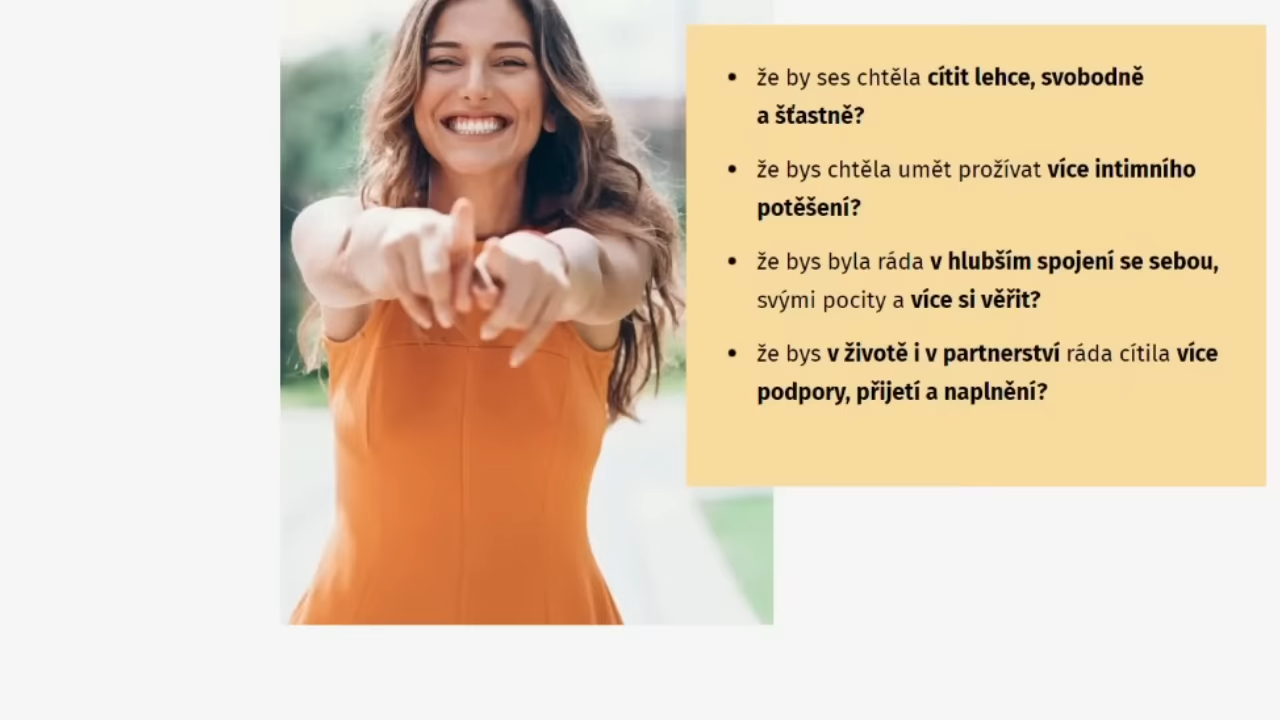 • že by ses chtěla cítit lehce, svobodně
a šťastně?
• že bys chtěla umět prožívat více intimního
potěšení?
• že bys byla ráda v hlubším spojení se sebou,
svými pocity a více si věřit?
• že bys v životě i v partnerství ráda cítila více
podpory, přijetí a naplnění?